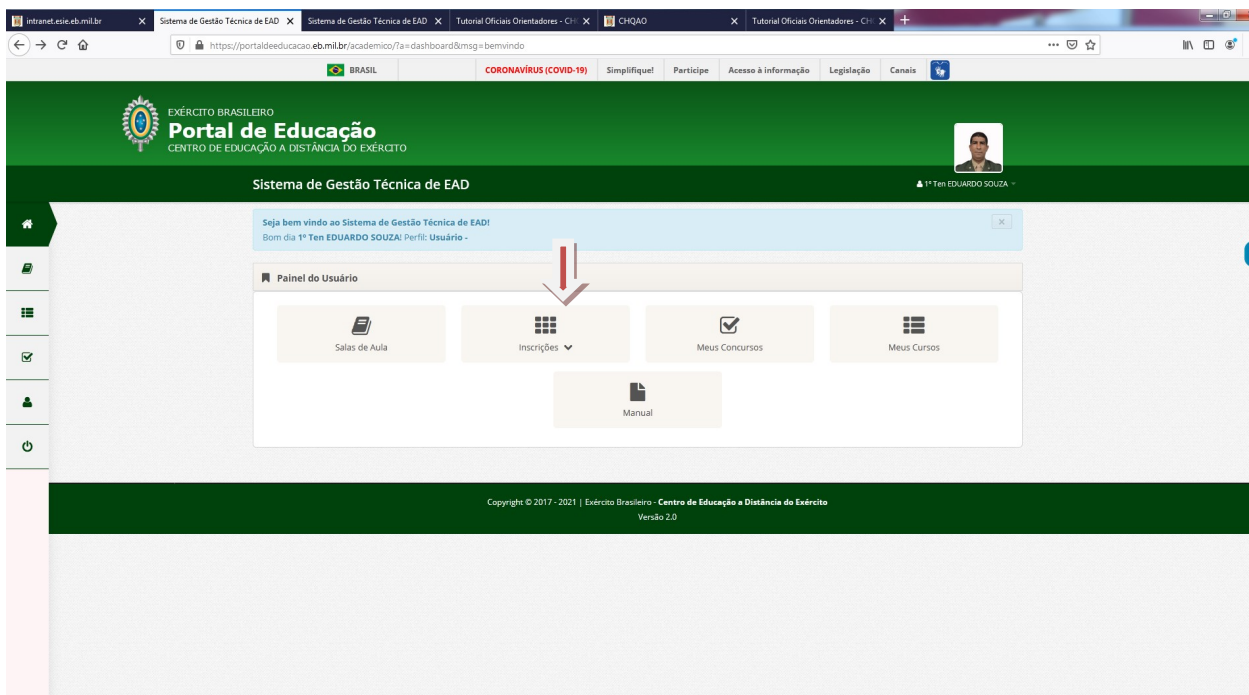 intranet.esie.eb.mil.br
Sistema de Gestão Técnica de EAD
Sistema de Gestão Técnica de EAD
Tutorial Oficiais Orientadores - CH
CHQAO
Tutorial Oficiais Orientadores - CH
https://portaldeeducacao.eb.mil.br/academico/?a=dashboard&msg=bemvindo
BRASIL CORONAVÍRUS (COVID-19) Simplifique! Participe Acesso à informação Legislação Canais
EXÉRCITO BRASILEIRO
Portal de Educação
CENTRO DE EDUCAÇÃO A DISTÂNCIA DO EXÉRCITO
Sistema de Gestão Técnica de EAD
1º Ten EDUARDO SOUZA
Seja bem vindo ao Sistema de Gestão Técnica de EAD!
Bom dia 1º Ten EDUARDO SOUZA! Perfil: Usuário -
Painel do Usuário
Salas de Aula
Inscrições
Meus Concursos
Meus Cursos
Manual
Copyright © 2017 - 2021 | Exército Brasileiro - Centro de Educação a Distância do Exército
Versão 2.0